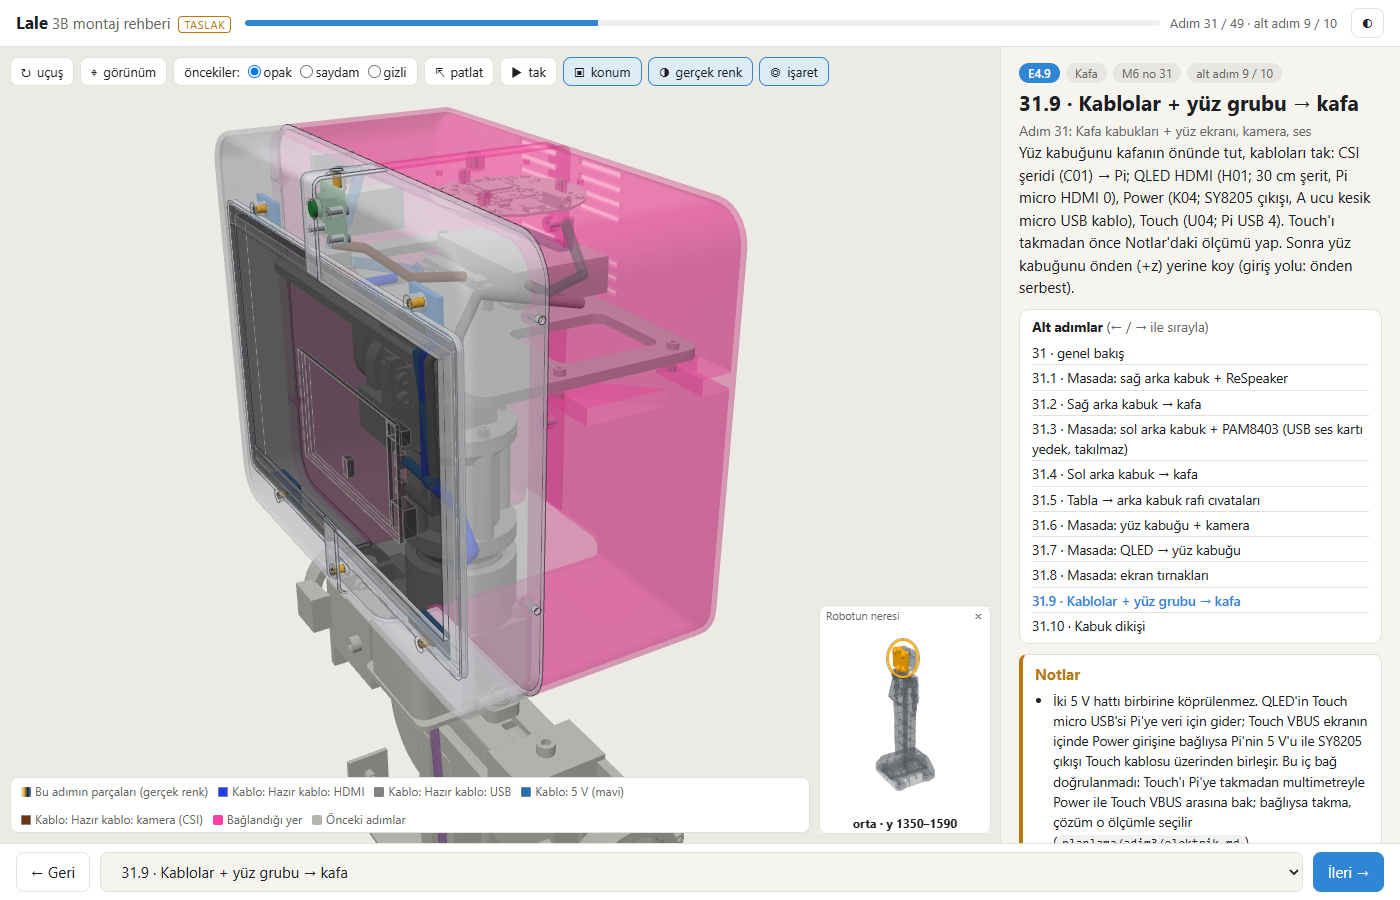 Lale 3B montaj rehberi TASLAK
Adım 31 / 49 · alt adım 9 / 10
↻ uçuş
⌖ görünüm
öncekiler: opak saydam gizli
⇱ patlat
▶ tak
▣ konum
◑ gerçek renk
◎ işaret
E4.9 Kafa M6 no 31 alt adım 9 / 10
31.9 · Kablolar + yüz grubu → kafa
Adım 31: Kafa kabukları + yüz ekranı, kamera, ses
Yüz kabuğunu kafanın önünde tut, kabloları tak: CSI
şeridi (C01) → Pi; QLED HDMI (H01; 30 cm şerit, Pi
micro HDMI 0), Power (K04; SY8205 çıkışı, A ucu kesik
micro USB kablo), Touch (U04; Pi USB 4). Touch'ı
takmadan önce Notlar'daki ölçümü yap. Sonra yüz
kabuğunu önden (+z) yerine koy (giriş yolu: önden
serbest).
Alt adımlar (← / → ile sırayla)
31 · genel bakış
31.1 · Masada: sağ arka kabuk + ReSpeaker
31.2 · Sağ arka kabuk → kafa
31.3 · Masada: sol arka kabuk + PAM8403 (USB ses kartı
yedek, takılmaz)
31.4 · Sol arka kabuk → kafa
31.5 · Tabla → arka kabuk rafı cıvataları
31.6 · Masada: yüz kabuğu + kamera
31.7 · Masada: QLED → yüz kabuğu
31.8 · Masada: ekran tırnakları
31.9 · Kablolar + yüz grubu → kafa
31.10 · Kabuk dikişi
Notlar
• İki 5 V hattı birbirine köprülenmez. QLED'in Touch
micro USB'si Pi'ye veri için gider; Touch VBUS ekranın
içinde Power girişine bağlıysa Pi'nin 5 V'u ile SY8205
çıkışı Touch kablosu üzerinden birleşir. Bu iç bağ
doğrulanmadı: Touch'ı Pi'ye takmadan multimetreyle
Power ile Touch VBUS arasına bak; bağlıysa takma,
çözüm o ölçümle seçilir
(planlama/adim3/elektnik.md)
Robotun neresi ×
orta · y 1350–1590
Bu adımın parçaları (gerçek renk) Kablo: Hazır kablo: HDMI Kablo: Hazır kablo: USB Kablo: 5 V (mavi)
Kablo: Hazır kablo: kamera (CSI) Bağlandığı yer Önceki adımlar
← Geri
31.9 · Kablolar + yüz grubu → kafa
İleri →